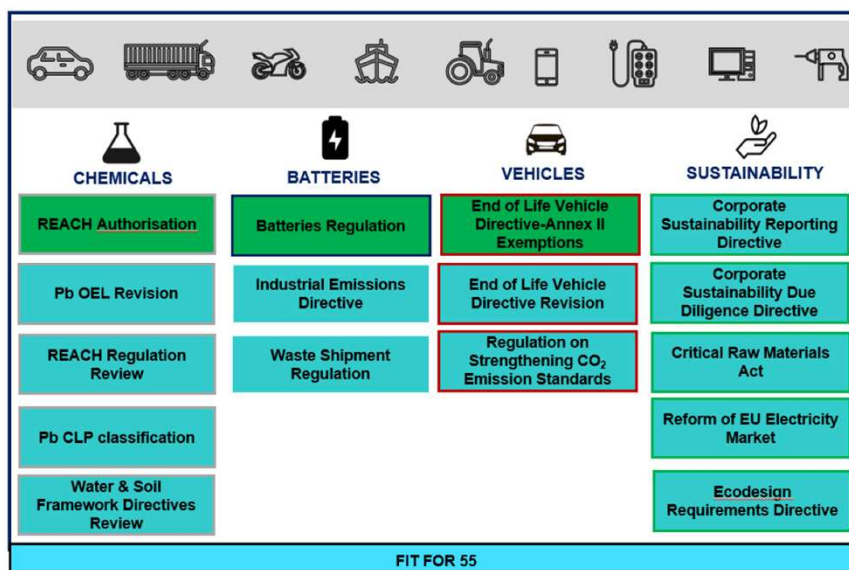 CHEMICALS
REACH Authorisation
Pb OEL Revision
REACH Regulation
Review
Pb CLP classification
Water & Soil
Framework Directives
Review
BATTERIES
Batteries Regulation
Industrial Emissions
Directive
Waste Shipment
Regulation
VEHICLES
End of Life Vehicle
Directive-Annex II
Exemptions
End of Life Vehicle
Directive Revision
Regulation on
Strengthening CO₂
Emission Standards
SUSTAINABILITY
Corporate
Sustainability Reporting
Directive
Corporate
Sustainability Due
Diligence Directive
Critical Raw Materials
Act
Reform of EU Electricity
Market
Ecodesign
Requirements Directive
FIT FOR 55